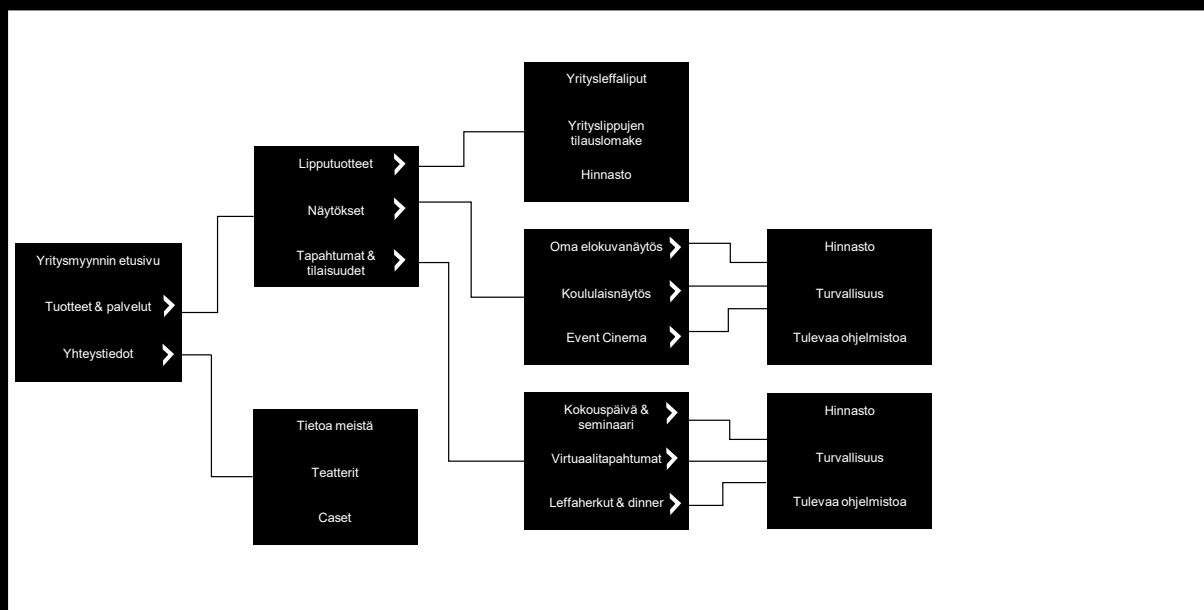 Yritysmyynnin etusivu
Tuotteet & palvelut
Yhteystiedot
Lipputuotteet
Näytökset
Tapahtumat &
tilaisuudet
Tietoa meistä
Teatterit
Caset
Yritysleffaliput
Yrityslippujen
tilauslomake
Hinnasto
Oma elokuvanäytös
Koululaisnäytös
Event Cinema
Kokouspäivä &
seminaari
Virtuaalitapahtumat
Leffaherkut & dinner
Hinnasto
Turvallisuus
Tulevaa ohjelmistoa
Hinnasto
Turvallisuus
Tulevaa ohjelmistoa